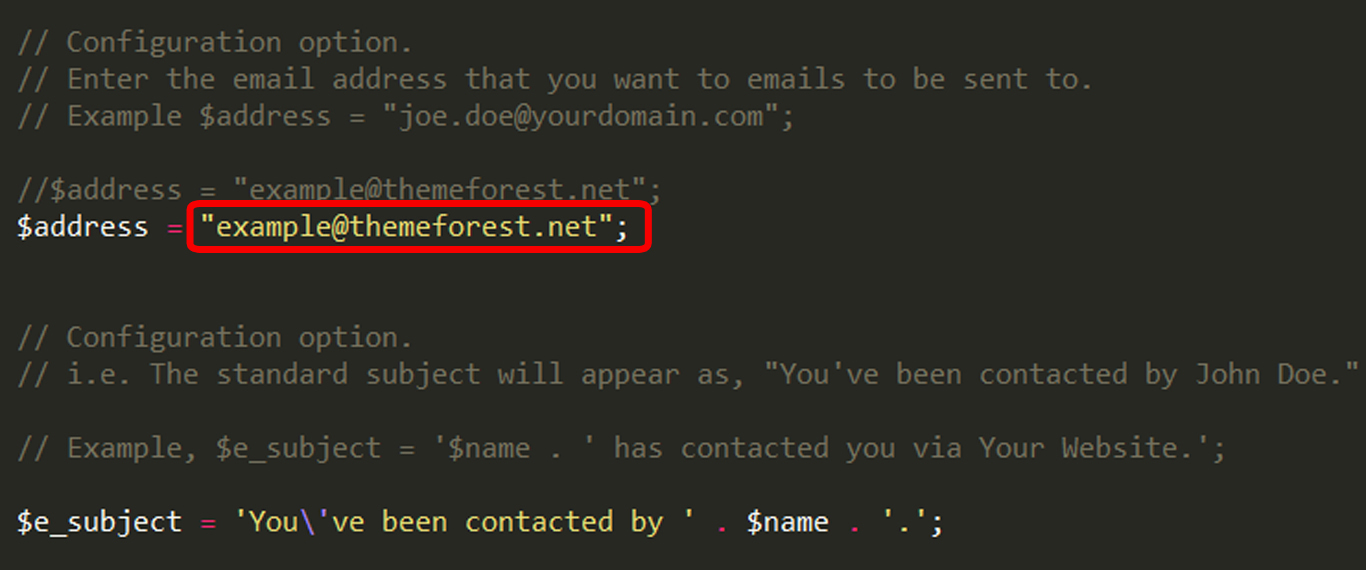 // Configuration option.
// Enter the email address that you want to emails to be sent to.
// Example $address = "joe.doe@yourdomain.com";
//$address = "example@themeforest.net";
$address = "example@themeforest.net";
// Configuration option.
// i.e. The standard subject will appear as, "You've been contacted by John Doe."
// Example, $e_subject = '$name . ' has contacted you via Your Website.';
$e_subject = 'You\'ve been contacted by ' . $name . '.';